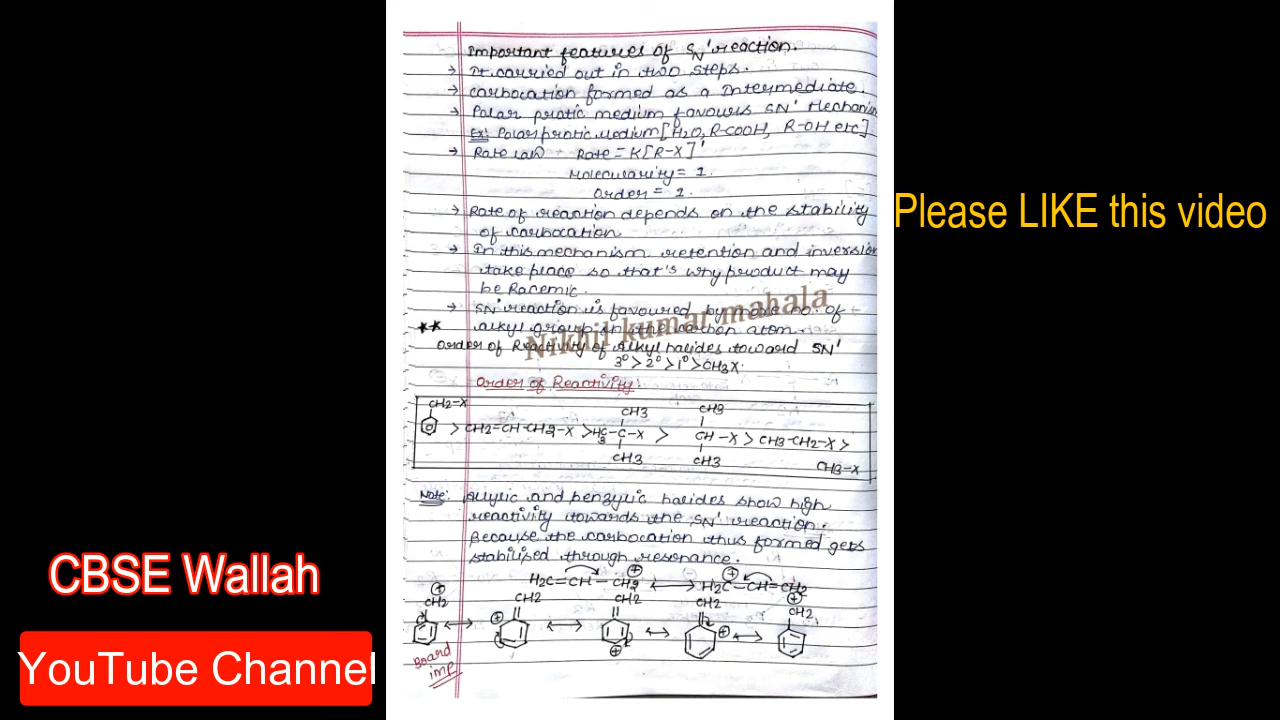 Important features of SN¹ reaction.
→ It carried out in two steps.
→ carbocation formed as a Intermediate.
→ Polar protic medium favours SN¹ Mechanism
Ex: Polar protic Medium [H2O, R-COOH, R-OH etc]
→ Rate law Rate = K[R-X]¹
Molecularity = 1.
Order = 1.
→ Rate of reaction depends on the stability
of carbocation
→ In this mechanism retention and inversion
take place so that's why product may
be Racemic.
→ SN¹ reaction is favoured by more no. of
** alkyl group in the carbon atom.
Nikhil kumar mahala
Order of Reactivity of Alkyl halides toward SN¹
3° > 2° > 1° > CH3X.
Order of Reactivity:
CH2-X CH3 CH3
> CH2=CH-CH2-X > H3C-C-X > CH-X > CH3-CH2-X >
CH3 CH3 CH3-X
Note: Allylic and benzylic halides show high
reactivity towards the SN¹ reaction.
Because the carbocation thus formed gets
stabilised through resonance.
H2C=CH-CH2 ⊕ ↔ H2C ⊕ -CH=CH2
⊕ CH2 CH2 CH2 CH2 ⊕ CH2
↔ ⊕ ↔ ⊕ ↔ ⊕ ↔
Board
imp
Please LIKE this video
CBSE Wallah
YouTube Channel